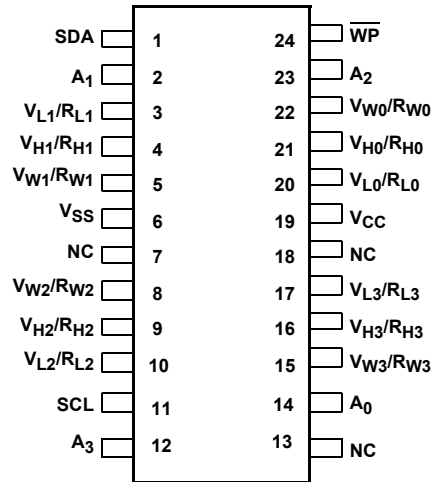 SDA 1 24 W̅P̅
A1 2 23 A2
VL1/RL1 3 22 VW0/RW0
VH1/RH1 4 21 VH0/RH0
VW1/RW1 5 20 VL0/RL0
VSS 6 19 VCC
NC 7 18 NC
VW2/RW2 8 17 VL3/RL3
VH2/RH2 9 16 VH3/RH3
VL2/RL2 10 15 VW3/RW3
SCL 11 14 A0
A3 12 13 NC